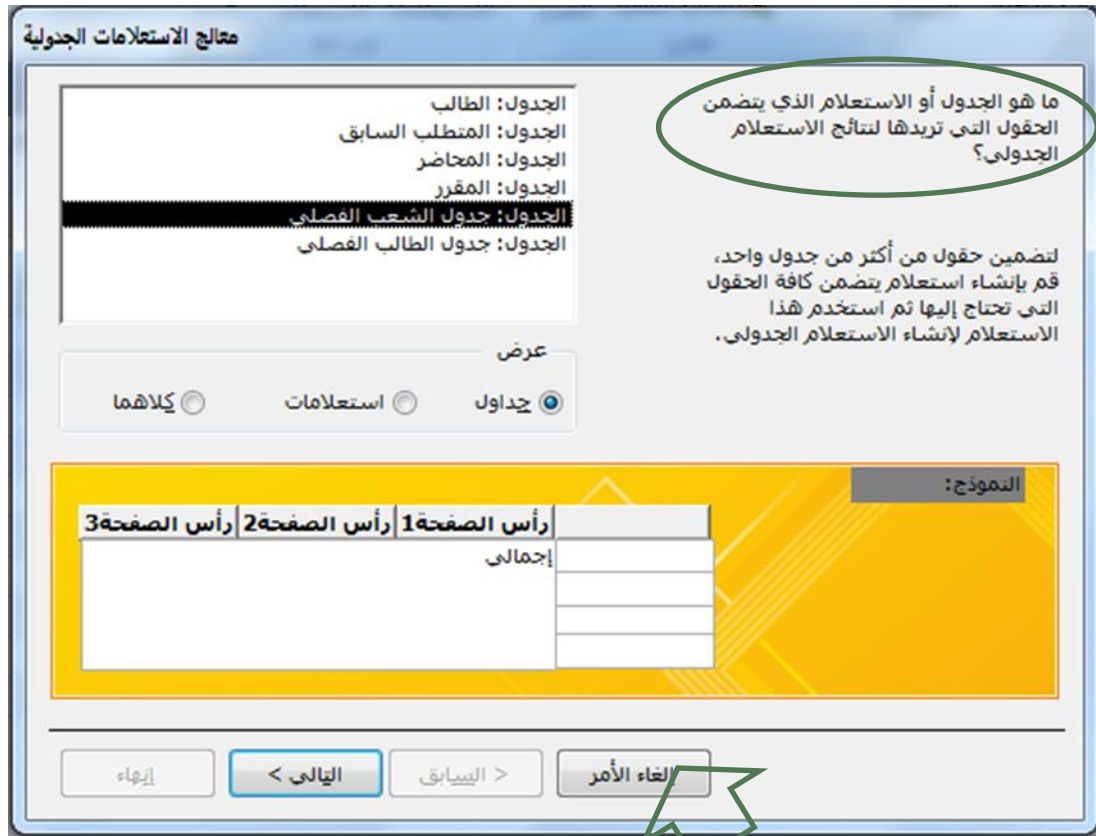 معالج الاستعلامات الجدولية
ما هو الجدول أو الاستعلام الذي يتضمن
الحقول التي تريدها لنتائج الاستعلام
الجدولي؟
لتضمين حقول من أكثر من جدول واحد،
قم بإنشاء استعلام يتضمن كافة الحقول
التي تحتاج إليها ثم استخدم هذا
الاستعلام لإنشاء الاستعلام الجدولي.
الجدول: الطالب
الجدول: المتطلب السابق
الجدول: المحاضر
الجدول: المقرر
الجدول: جدول الشعب الفصلي
الجدول: جدول الطالب الفصلي
عرض
جداول استعلامات كلاهما
النموذج:
رأس الصفحة1 رأس الصفحة2 رأس الصفحة3
إجمالي
إلغاء الأمر < السابق التالي > إنهاء